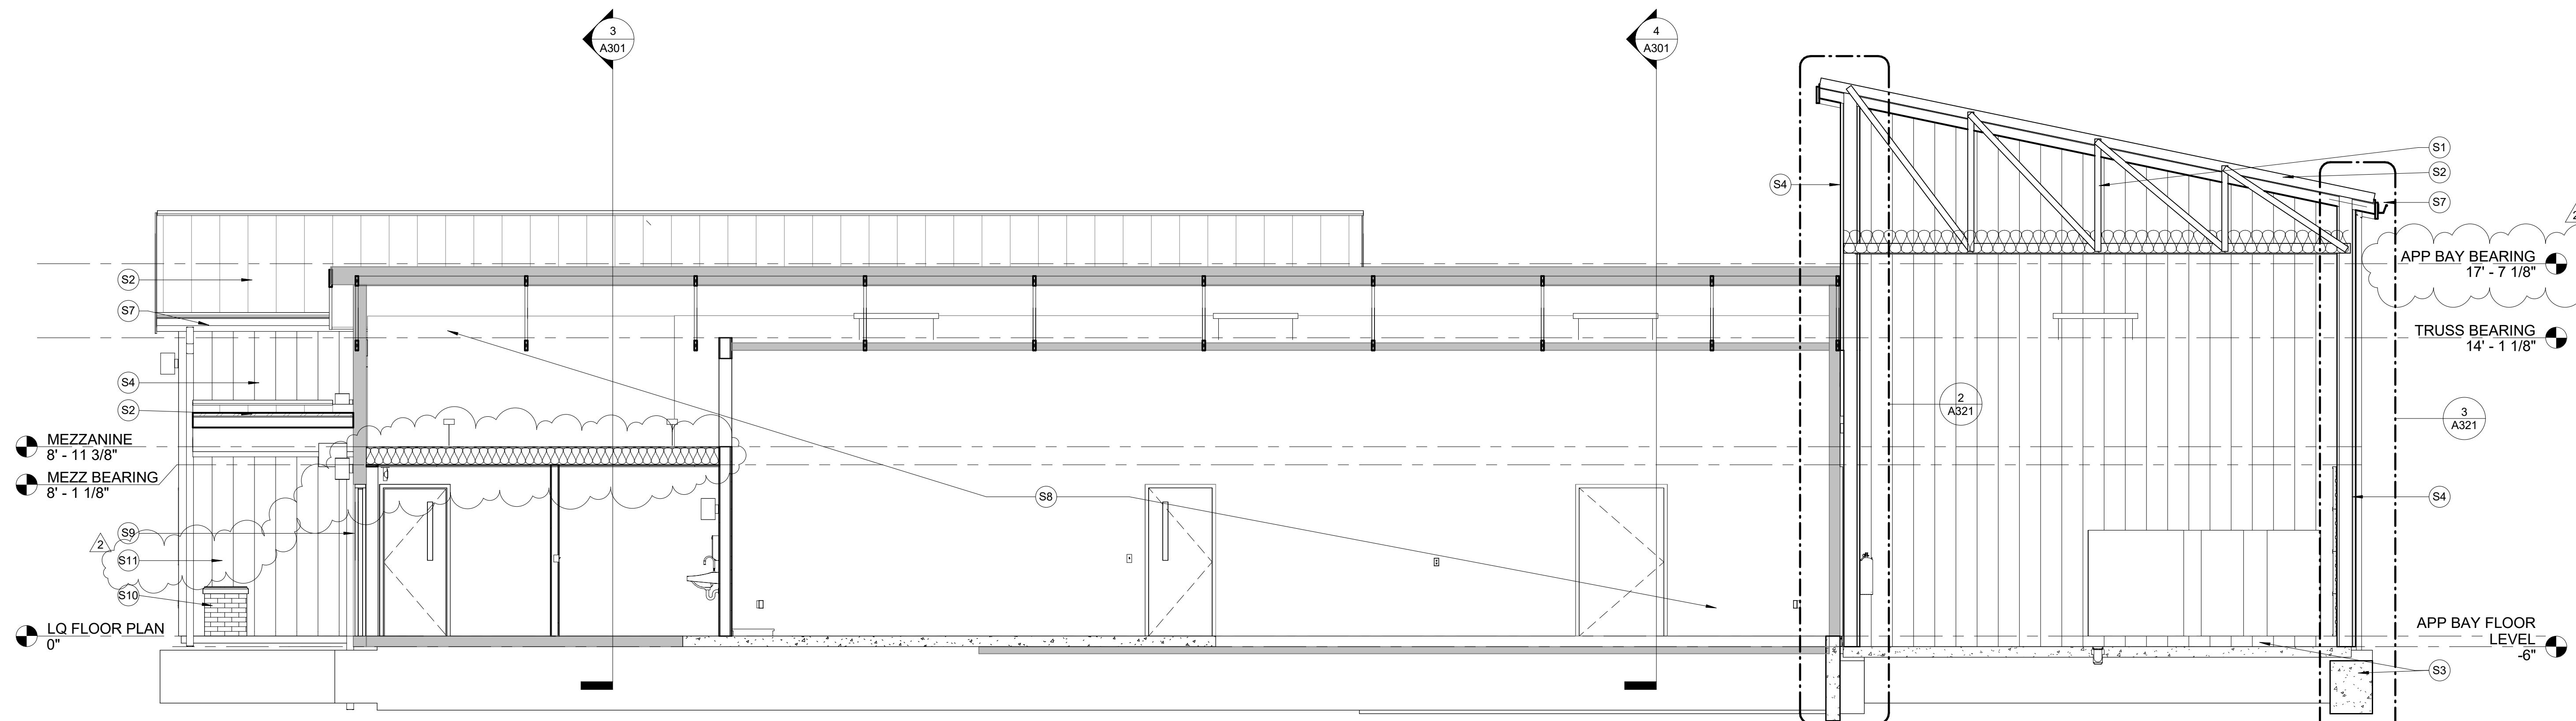 3
A301
4
A301
S1
S2
S4
S7
2
APP BAY BEARING
17' - 7 1/8"
S2
S7
TRUSS BEARING
14' - 1 1/8"
S4
S2
2
A321
3
A321
MEZZANINE
8' - 11 3/8"
MEZZ BEARING
8' - 1 1/8"
S8
S4
S9
2
S11
S10
LQ FLOOR PLAN
0"
APP BAY FLOOR
LEVEL
-6"
S3